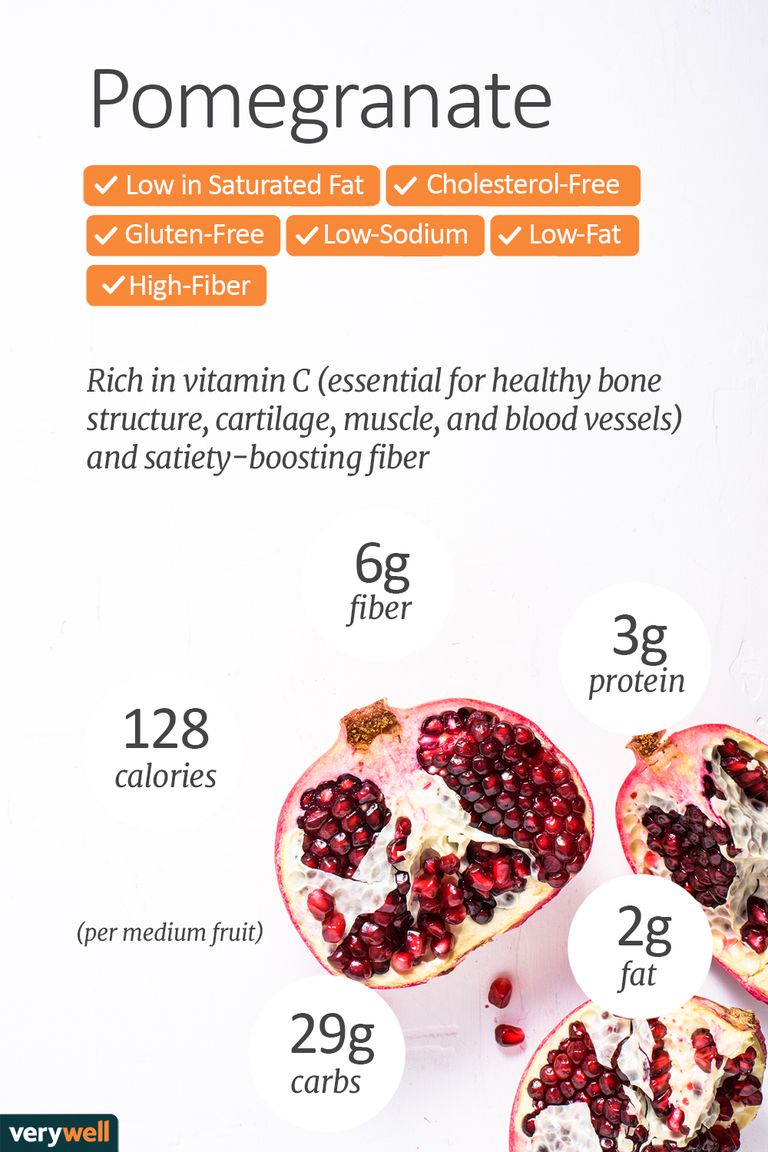 Pomegranate
Low in Saturated Fat
Cholesterol-Free
Gluten-Free
Low-Sodium
Low-Fat
High-Fiber
Rich in vitamin C (essential for healthy bone
structure, cartilage, muscle, and blood vessels)
and satiety-boosting fiber
6g
fiber
3g
protein
128
calories
(per medium fruit)
2g
fat
29g
carbs
verywell